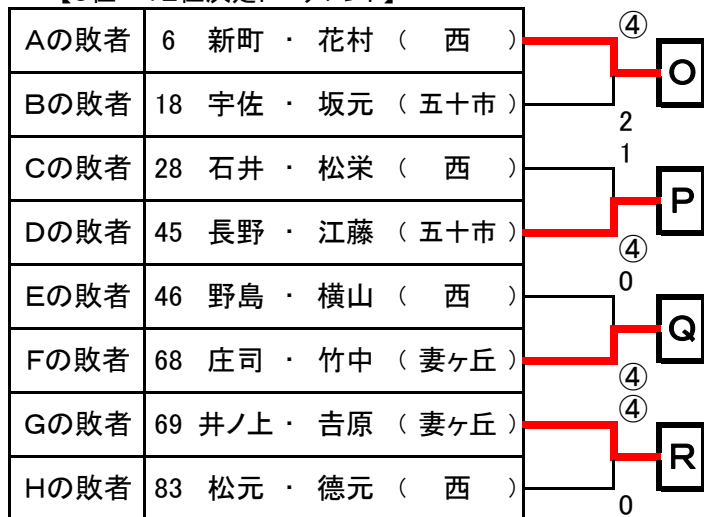 Aの敗者 6 新町 ・ 花村 （ 西 ） ④
O
Bの敗者 18 宇佐 ・ 坂元 （ 五十市 ） 2
Cの敗者 28 石井 ・ 松栄 （ 西 ） 1
P
Dの敗者 45 長野 ・ 江藤 （ 五十市 ） ④
Eの敗者 46 野島 ・ 横山 （ 西 ） 0
Q
Fの敗者 68 庄司 ・ 竹中 （ 妻ヶ丘 ） ④
Gの敗者 69 井ノ上 ・ 𠮷原 （ 妻ヶ丘 ） ④
R
Hの敗者 83 松元 ・ 德元 （ 西 ） 0